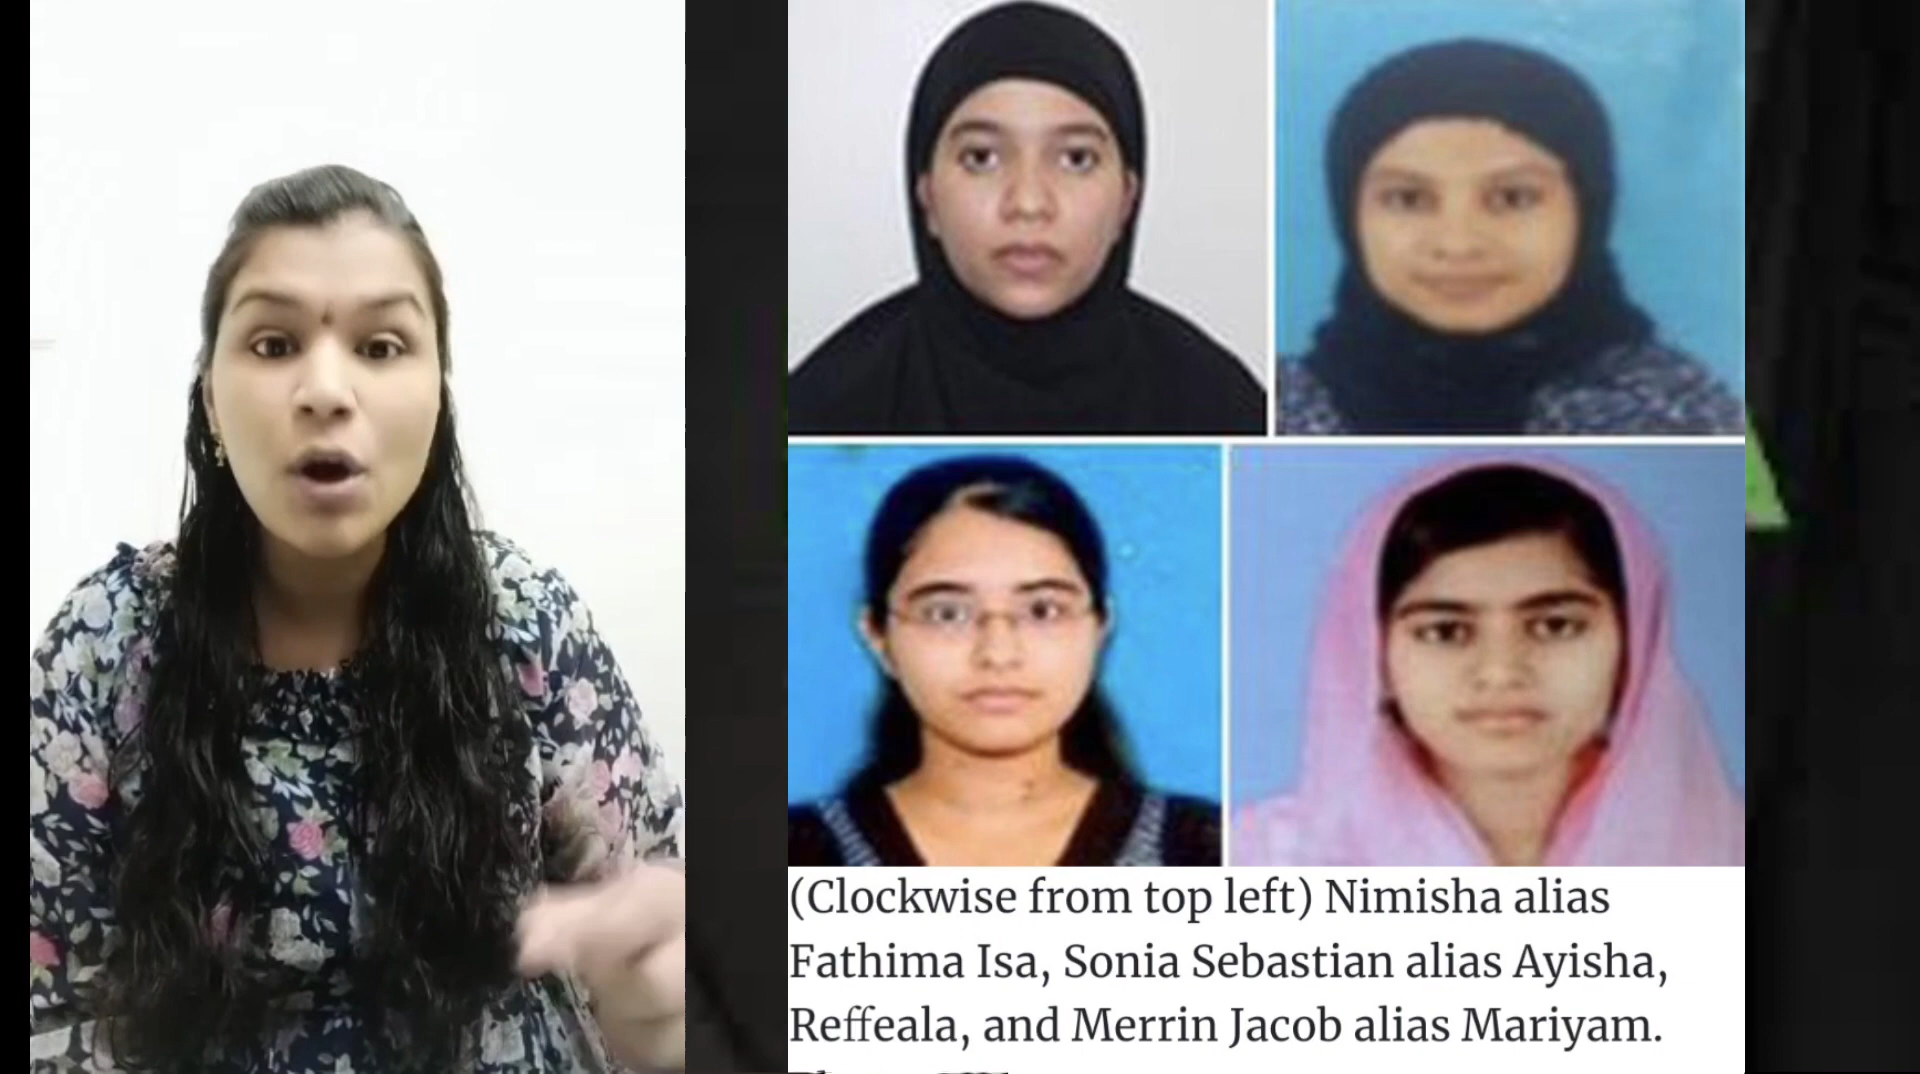 (Clockwise from top left) Nimisha alias
Fathima Isa, Sonia Sebastian alias Ayisha,
Reffeala, and Merrin Jacob alias Mariyam.